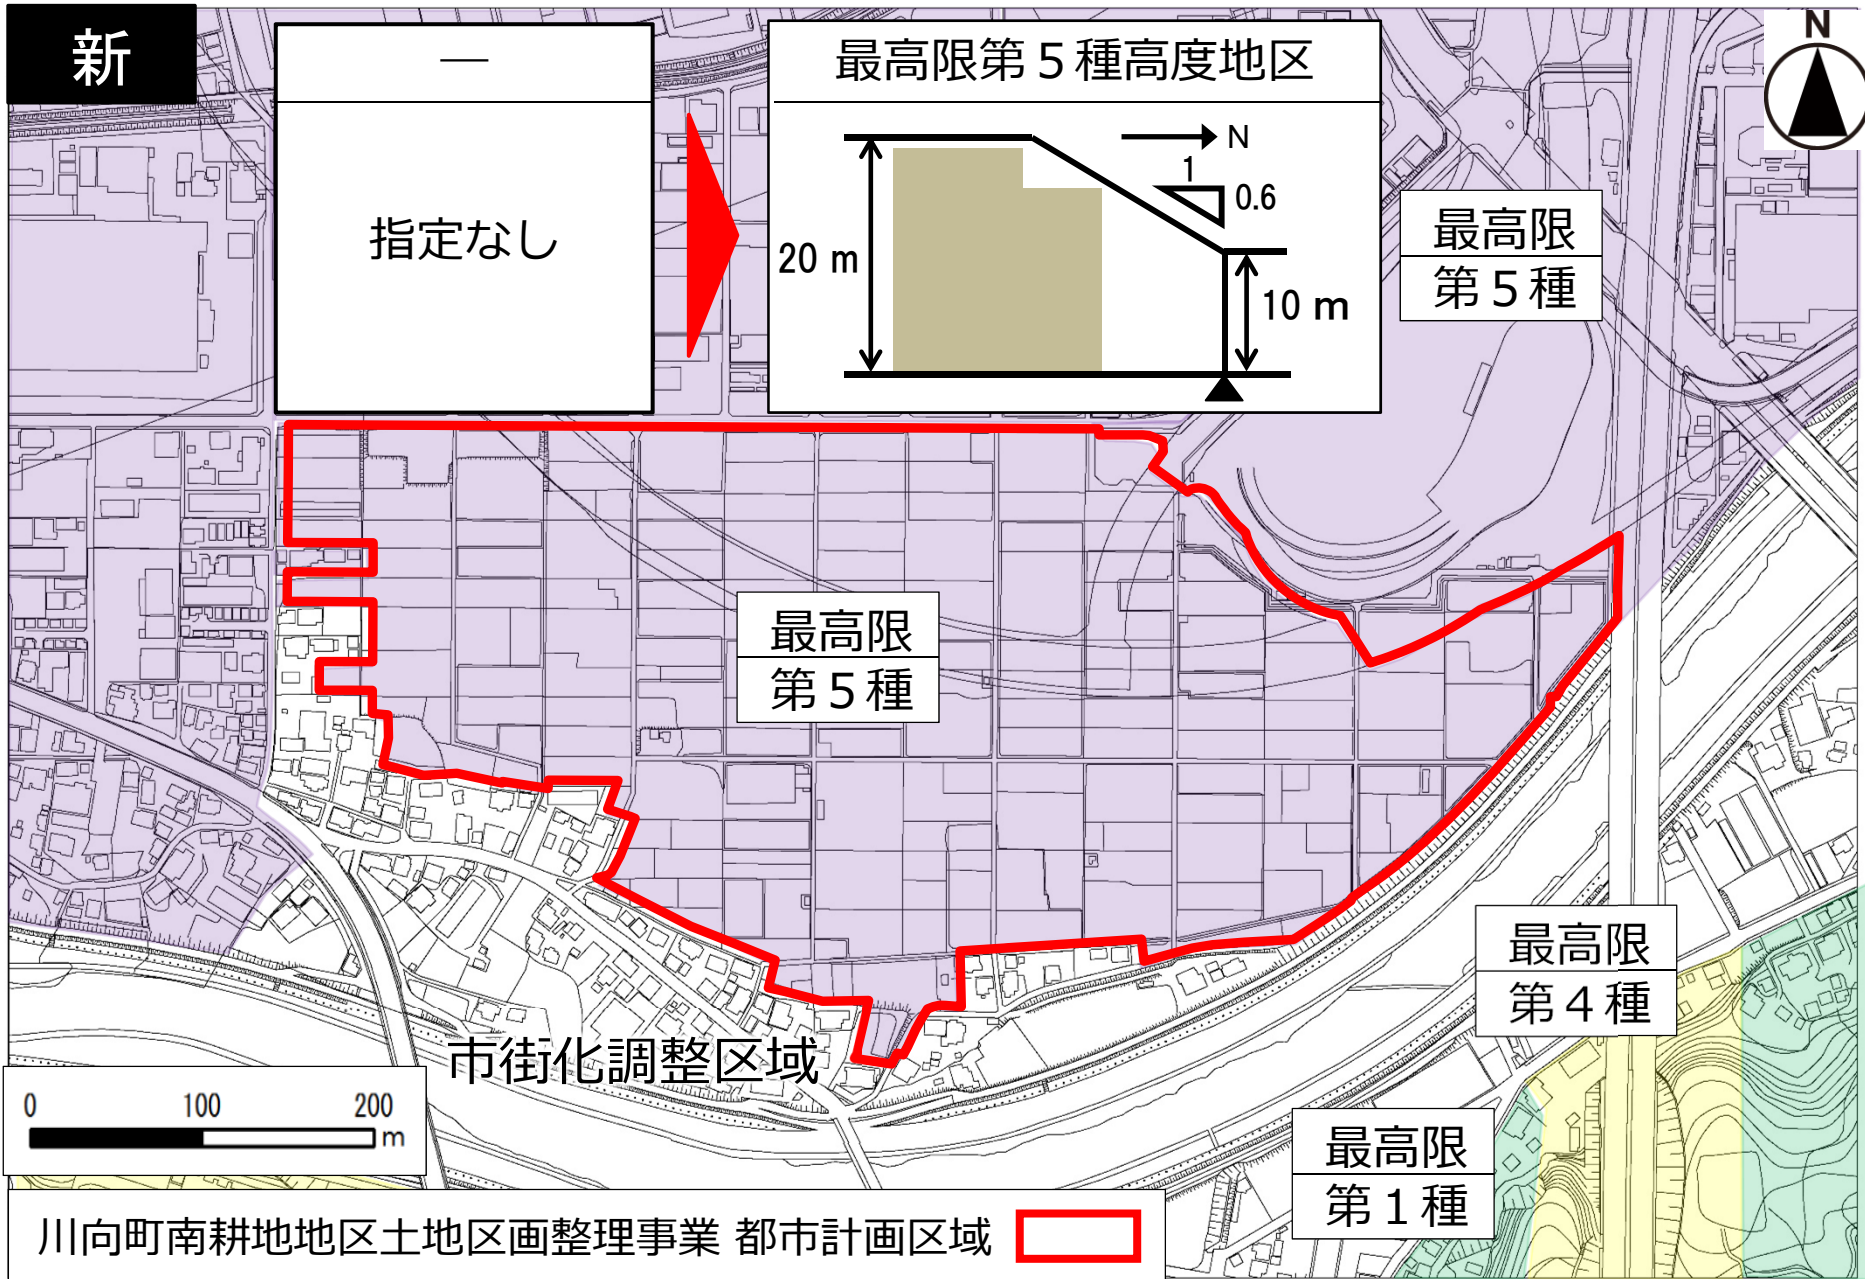 新
―
指定なし
最高限第５種高度地区
N
1
0.6
20 m
10 m
N
最高限
第５種
最高限
第５種
最高限
第４種
市街化調整区域
最高限
第１種
0 100 200
m
川向町南耕地地区土地区画整理事業 都市計画区域